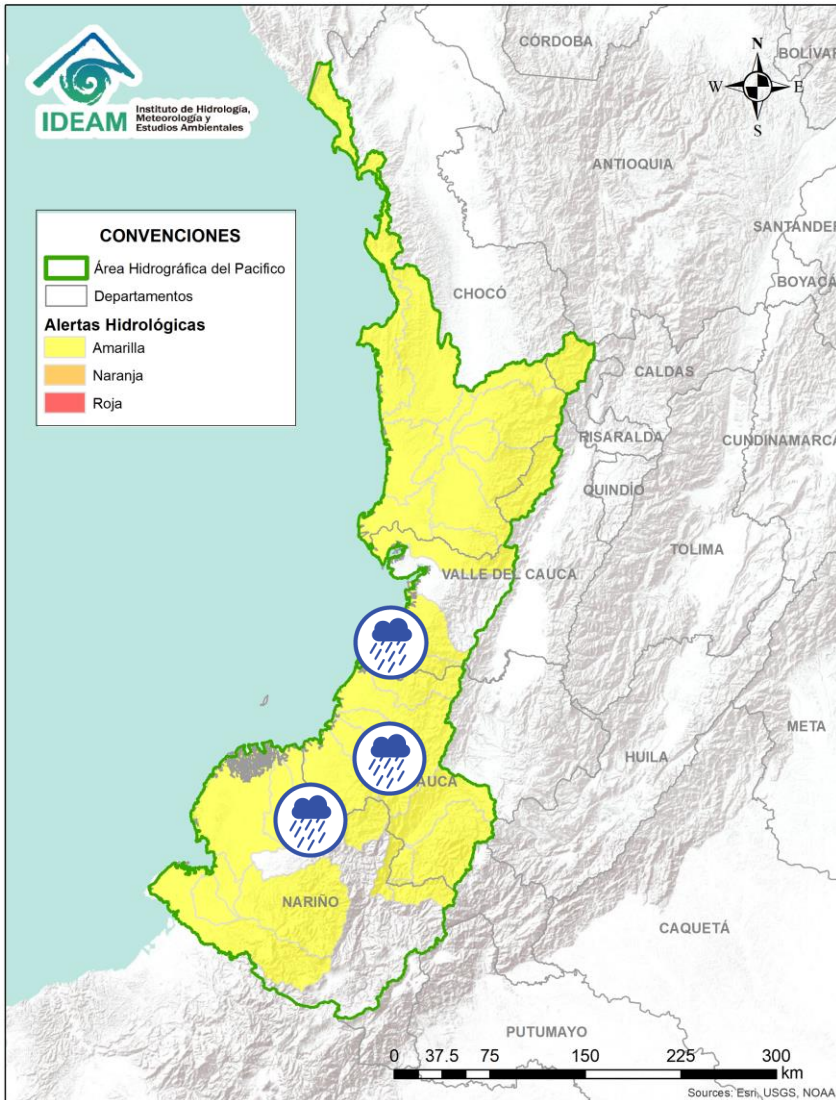 IDEAM
Instituto de Hidrología,
Meteorología y
Estudios Ambientales
CÓRDOBA
BOLÍVAR
N
W
E
S
ANTIOQUIA
SANTANDER
BOYACÁ
CONVENCIONES
Área Hidrográfica del Pacifico
Departamentos
Alertas Hidrológicas
Amarilla
Naranja
Roja
CHOCÓ
CALDAS
RISARALDA
CUNDINAMARCA
QUINDÍO
TOLIMA
VALLE DEL CAUCA
META
HUILA
AUCA
NARIÑO
CAQUETÁ
PUTUMAYO
0 37.5 75 150 225 300
km
Sources: Esri, USGS, NOAA